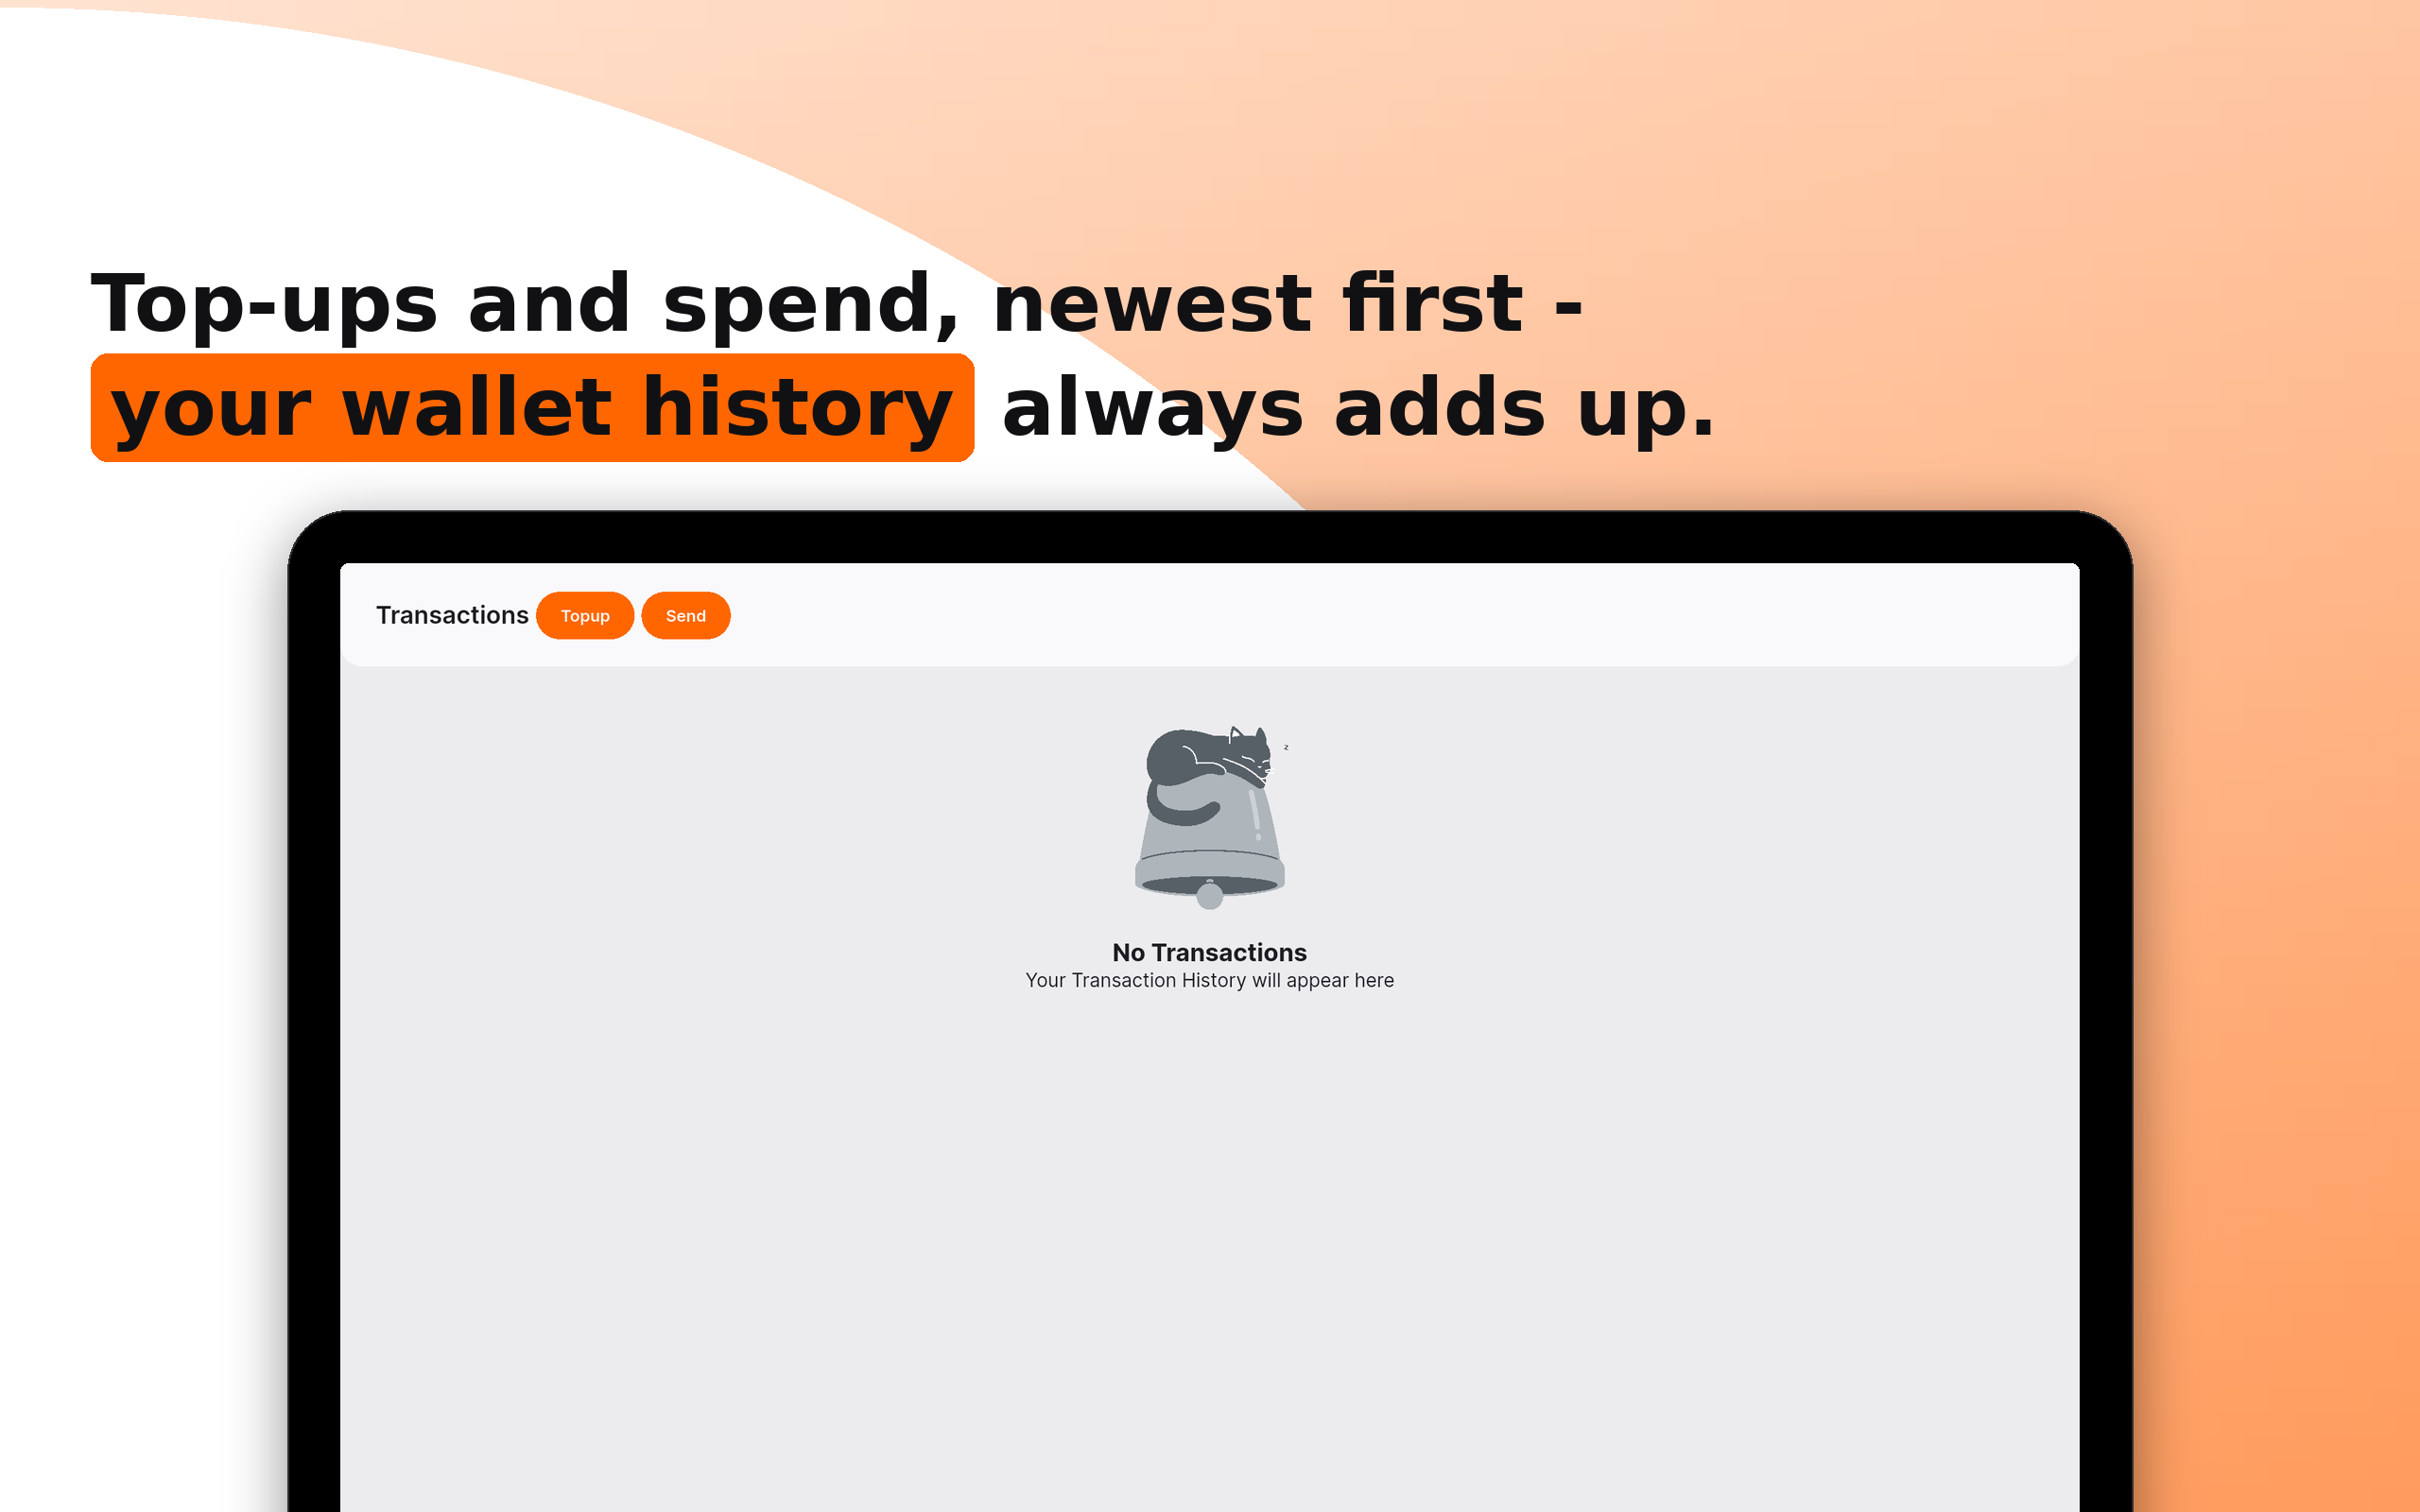 Top-ups and spend, newest first -
your wallet history always adds up.
Transactions Topup Send
z
No Transactions
Your Transaction History will appear here